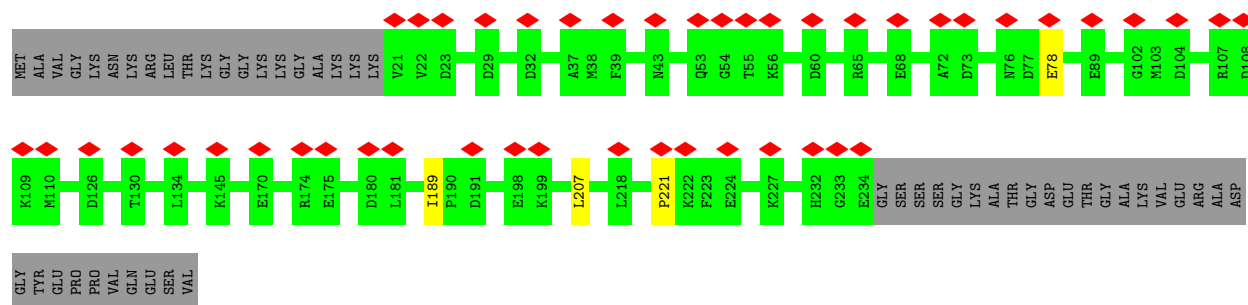 MET ALA VAL GLY LYS ASN LYS ARG LEU THR LYS GLY GLY LYS LYS GLY ALA LYS LYS LYS V21 V22 D23 D29 D32 A37 M38 F39 N43 Q53 G54 T55 K56 D60 R65 E68 A72 D73 N76 D77 E78 E89 G102 M103 D104 R107 D108
K109 M110 D126 T130 L134 K145 E170 R174 E175 D180 L181 I189 P190 D191 E198 K199 L207 L218 P221 K222 F223 E224 K227 H232 G233 E234 GLY SER SER SER GLY LYS ALA THR GLY ASP GLU THR GLY ALA LYS VAL GLU ARG ALA ASP
GLY TYR GLU PRO PRO VAL GLN GLU SER VAL